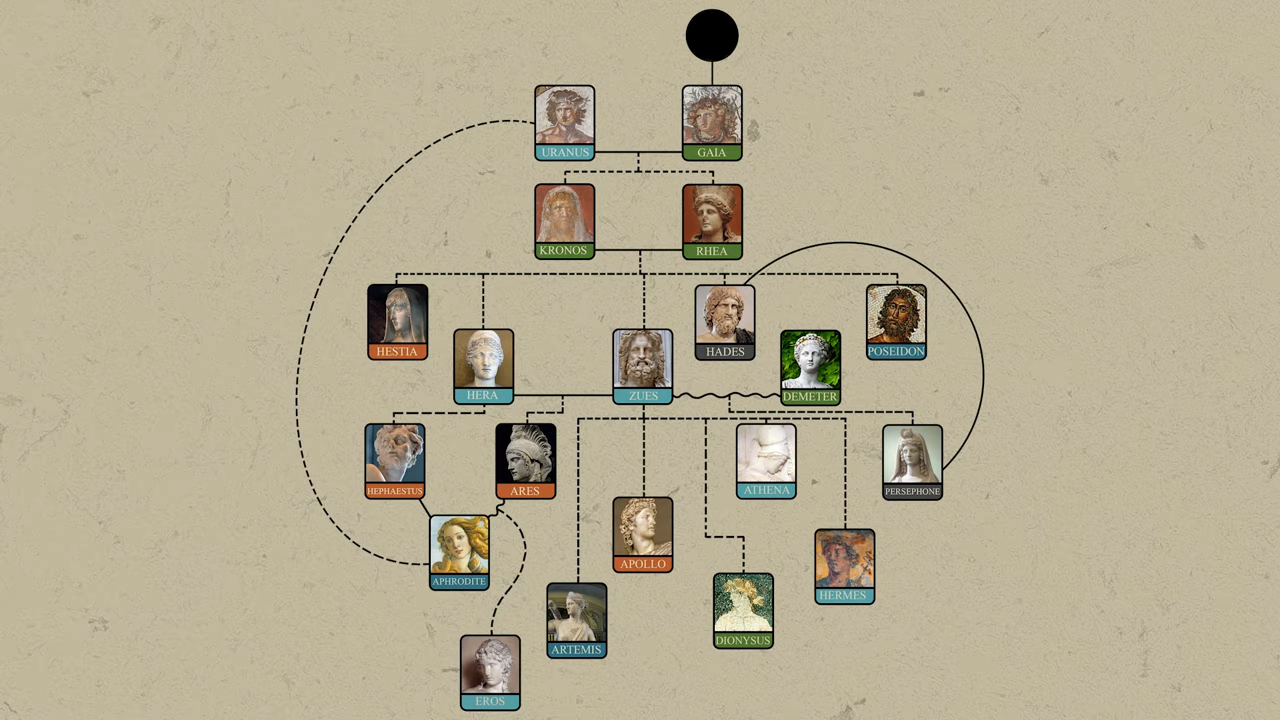 URANUS
GAIA
KRONOS
RHEA
HESTIA
HERA
ZUES
HADES
DEMETER
POSEIDON
HEPHAESTUS
ARES
ATHENA
PERSEPHONE
APHRODITE
APOLLO
HERMES
ARTEMIS
DIONYSUS
EROS